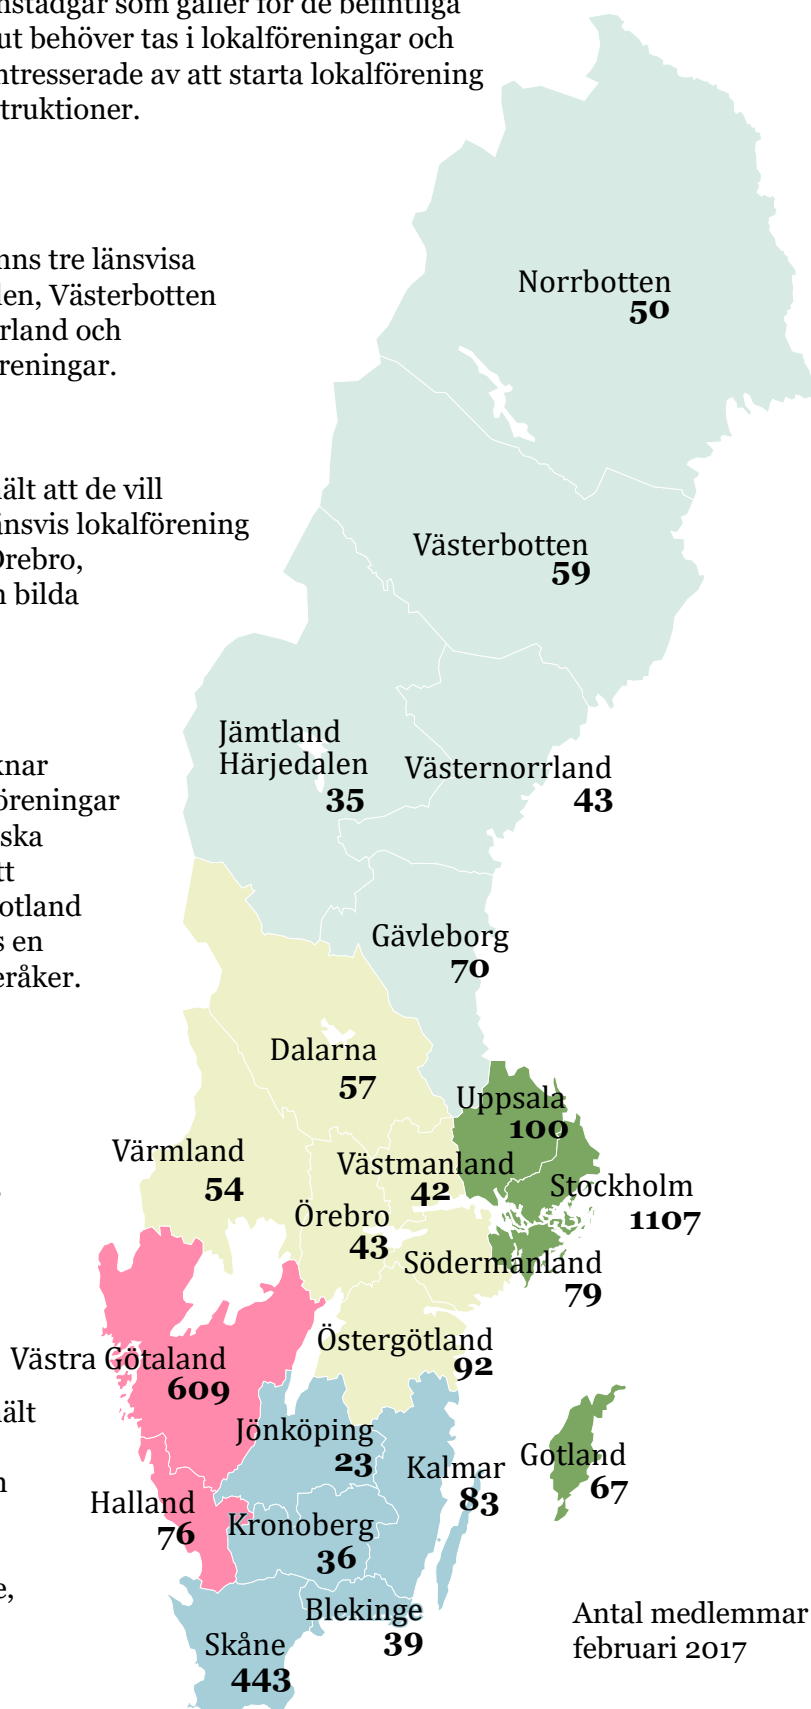 nstadgar som gäller för de befintliga
ut behöver tas i lokalföreningar och
ntresserade av att starta lokalförening
truktioner.
nns tre länsvisa
len, Västerbotten
rland och
reningar.
ält att de vill
änsvis lokalförening
Örebro,
n bilda
knar
öreningar
ska
tt
otland
s en
eråker.
ält
n
e,
Norrbotten
50
Västerbotten
59
Jämtland
Härjedalen
35
Västernorrland
43
Gävleborg
70
Dalarna
57
Uppsala
100
Värmland
54
Västmanland
42
Stockholm
1107
Örebro
43
Södermanland
79
Östergötland
92
Västra Götaland
609
Jönköping
23
Kalmar
83
Gotland
67
Halland
76
Kronoberg
36
Blekinge
39
Skåne
443
Antal medlemmar
februari 2017